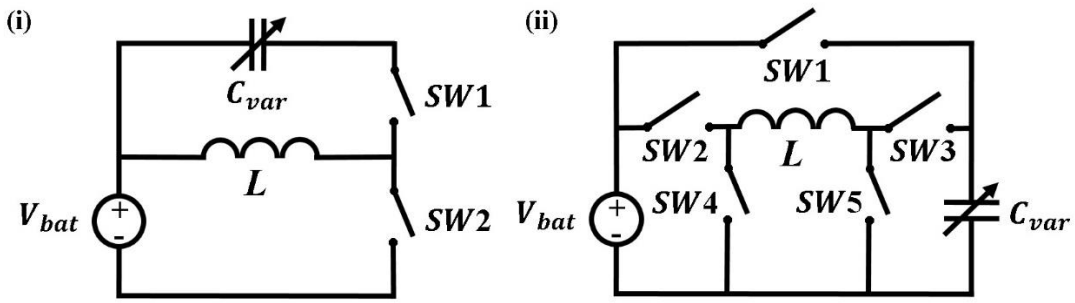 (i)
C_var
SW1
L
V_bat
+
-
SW2
(ii)
SW1
SW2
L
SW3
SW4
SW5
V_bat
+
-
C_var